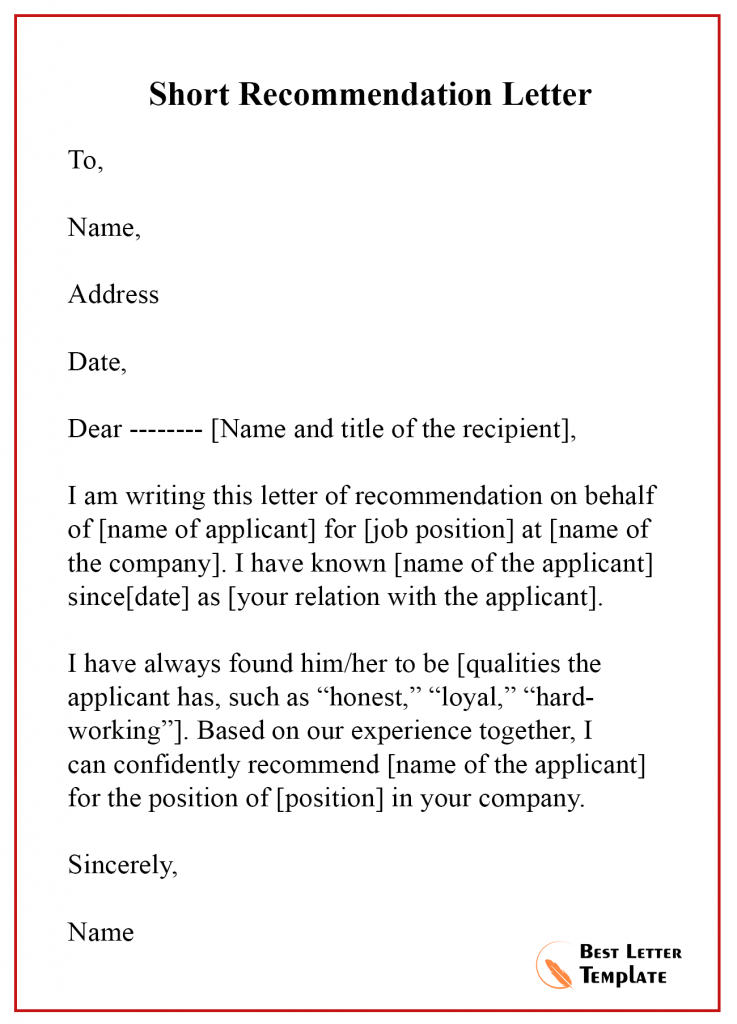 Short Recommendation Letter
To,
Name,
Address
Date,
Dear -------- [Name and title of the recipient],
I am writing this letter of recommendation on behalf
of [name of applicant] for [job position] at [name of
the company]. I have known [name of the applicant]
since[date] as [your relation with the applicant].
I have always found him/her to be [qualities the
applicant has, such as “honest,” “loyal,” “hard-
working”]. Based on our experience together, I
can confidently recommend [name of the applicant]
for the position of [position] in your company.
Sincerely,
Name
Best Letter
Template